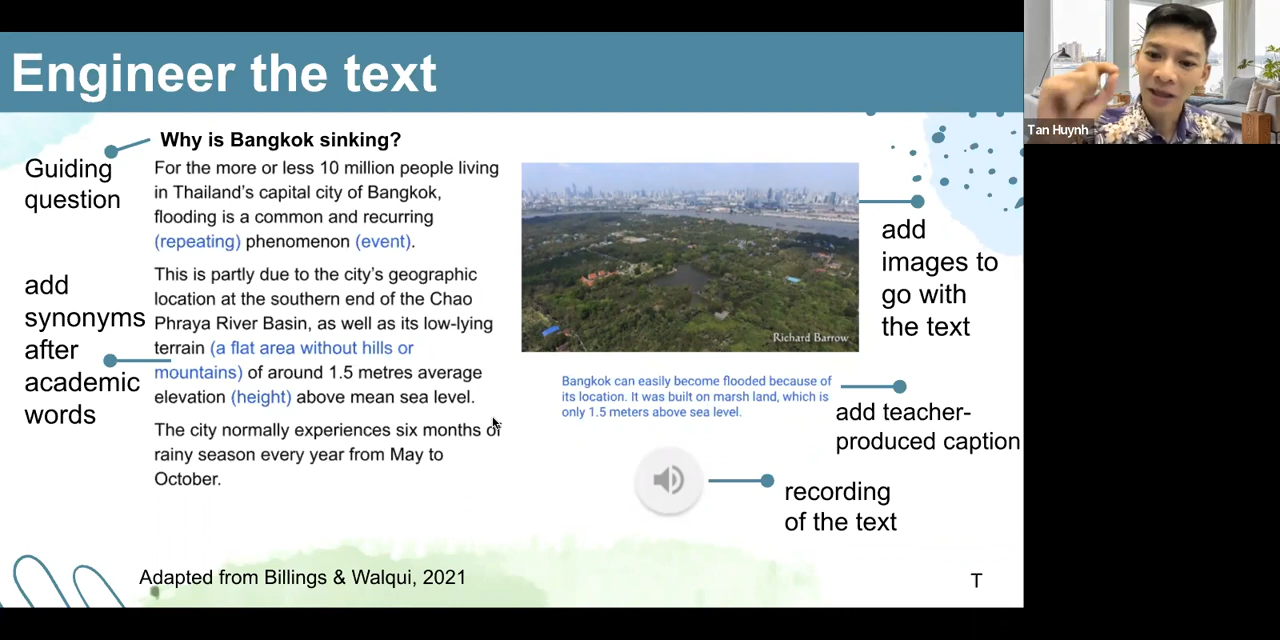 Engineer the text
Tan Huynh
Guiding
question
Why is Bangkok sinking?
For the more or less 10 million people living
in Thailand's capital city of Bangkok,
flooding is a common and recurring
(repeating) phenomenon (event).
add
synonyms
after
academic
words
This is partly due to the city's geographic
location at the southern end of the Chao
Phraya River Basin, as well as its low-lying
terrain (a flat area without hills or
mountains) of around 1.5 metres average
elevation (height) above mean sea level.
The city normally experiences six months of
rainy season every year from May to
October.
Richard Barrow
add
images to
go with
the text
Bangkok can easily become flooded because of
its location. It was built on marsh land, which is
only 1.5 meters above sea level.
add teacher-
produced caption
recording
of the text
Adapted from Billings & Walqui, 2021
T